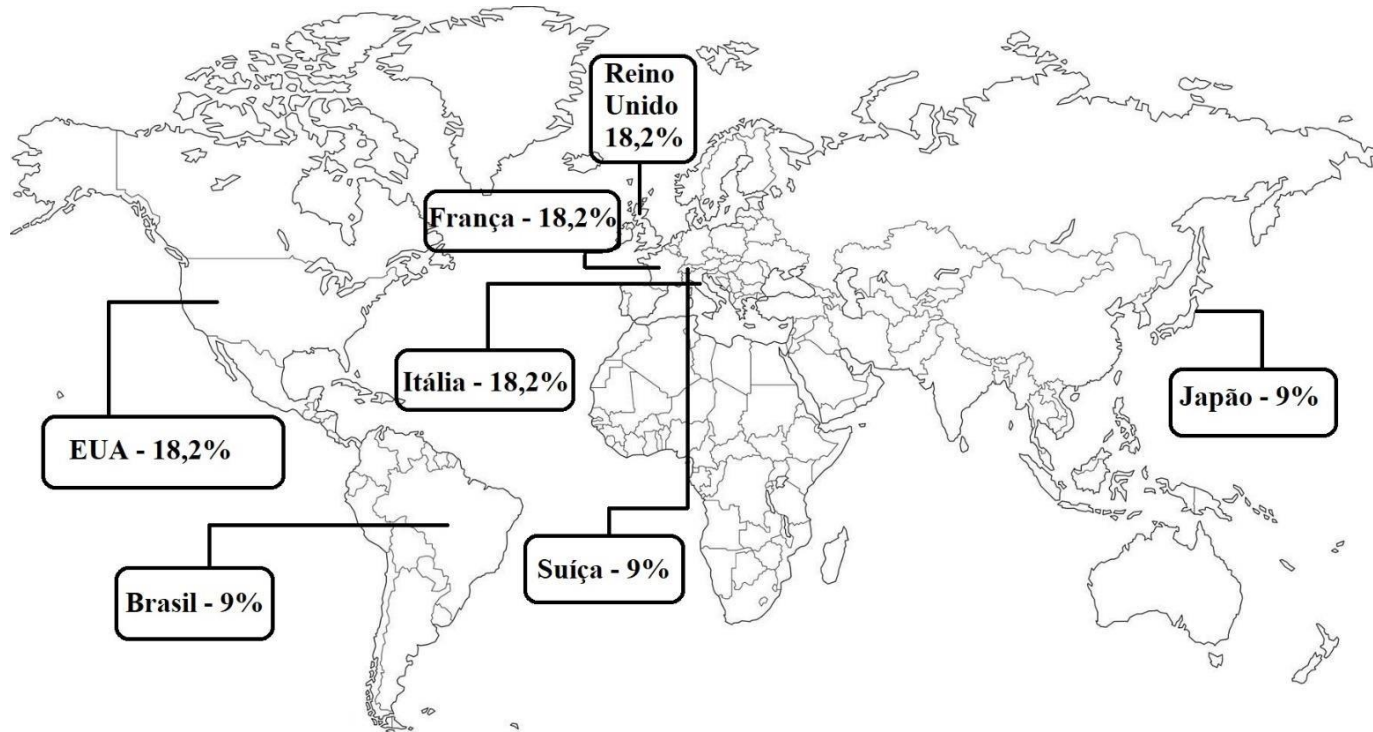 Reino
Unido
18,2%
França - 18,2%
Itália - 18,2%
Japão - 9%
EUA - 18,2%
Suíça - 9%
Brasil - 9%